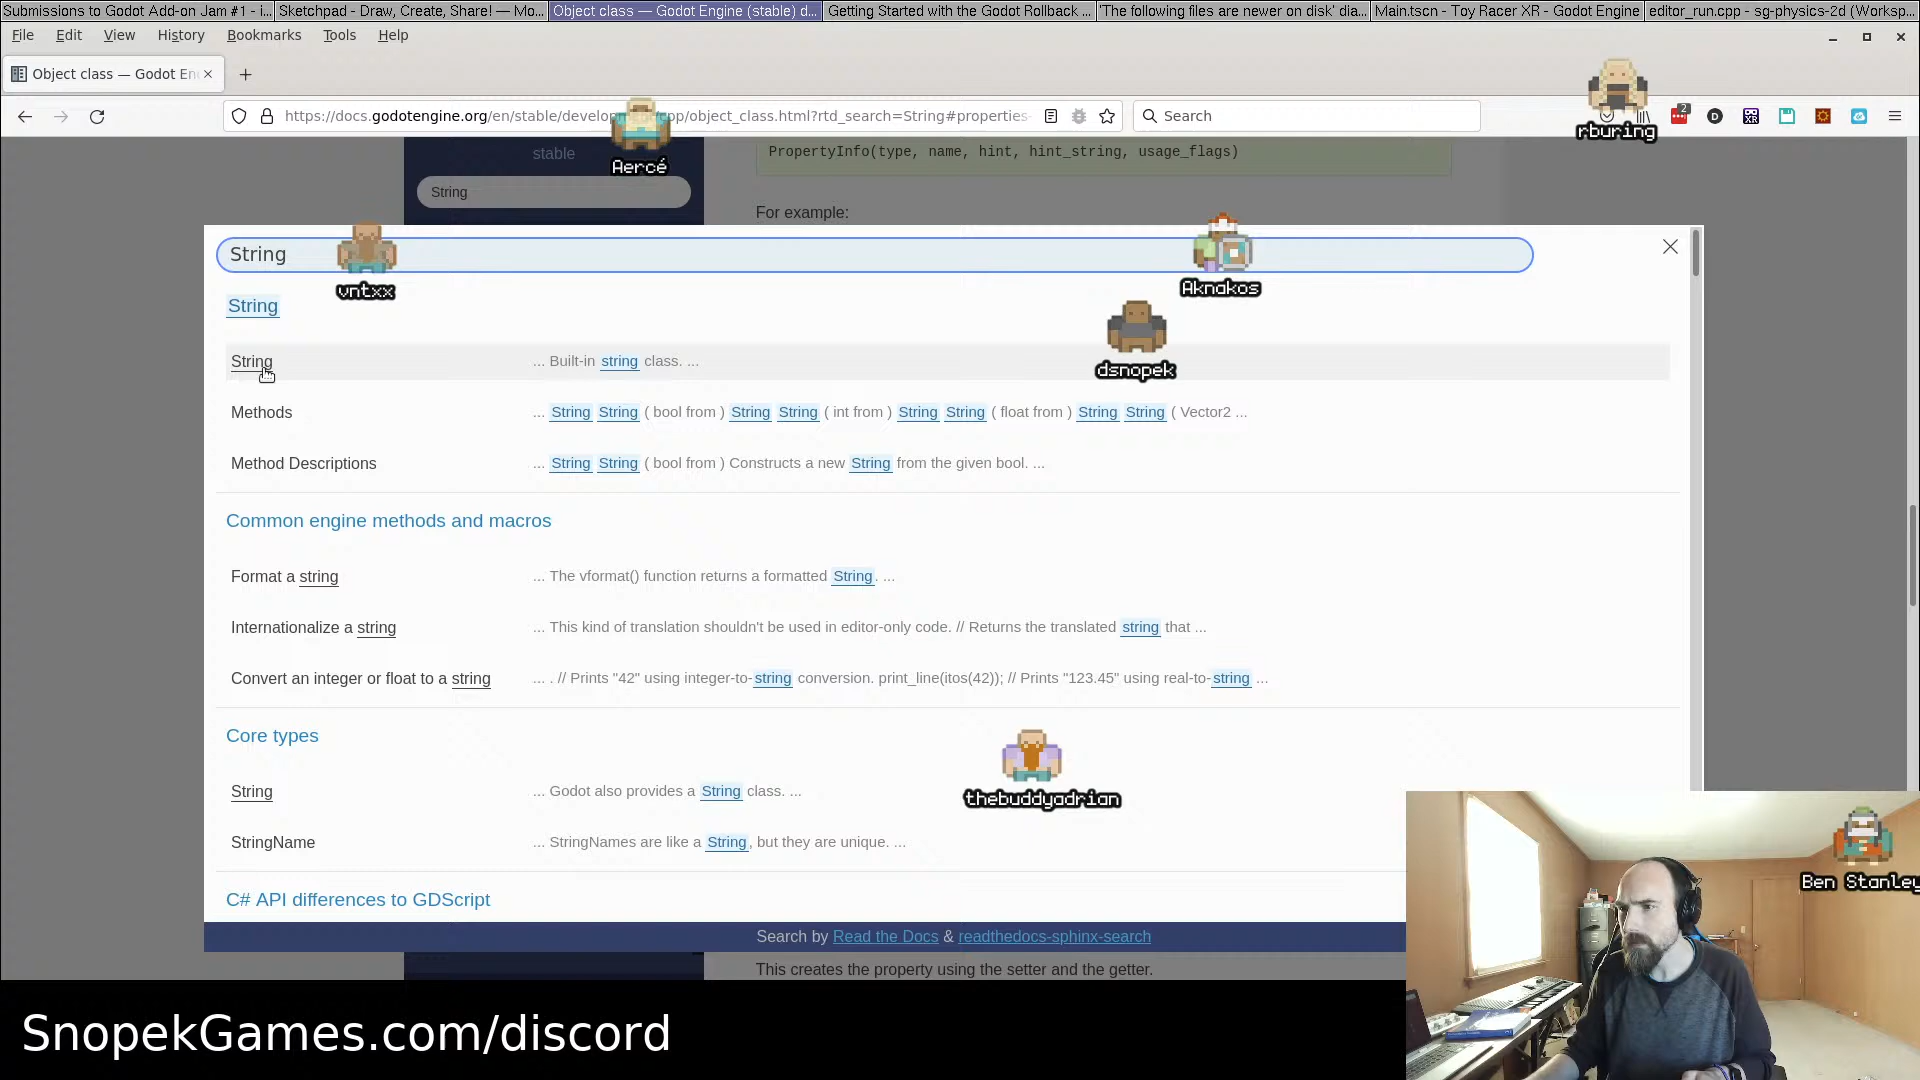 Submissions to Godot Add-on Jam #1 - i... Sketchpad - Draw, Create, Share! — Mo... Object class — Godot Engine (stable) d... Getting Started with the Godot Rollback ... 'The following files are newer on disk' dia... Main.tscn - Toy Racer XR - Godot Engine editor_run.cpp - sg-physics-2d (Worksp...
File Edit View History Bookmarks Tools Help
Object class — Godot En
https://docs.godotengine.org/en/stable/develop cpp/object_class.html?rtd_search=String#properties- Search 2
rburing
Aercé
stable
PropertyInfo(type, name, hint, hint_string, usage_flags)
String
For example:
String
vntxx
Aknakos
String
dsnopek
String ... Built-in string class. ...
Methods ... String String ( bool from ) String String ( int from ) String String ( float from ) String String ( Vector2 ...
Method Descriptions ... String String ( bool from ) Constructs a new String from the given bool. ...
Common engine methods and macros
Format a string ... The vformat() function returns a formatted String. ...
Internationalize a string ... This kind of translation shouldn't be used in editor-only code. // Returns the translated string that ...
Convert an integer or float to a string ... . // Prints "42" using integer-to-string conversion. print_line(itos(42)); // Prints "123.45" using real-to-string ...
Core types
String ... Godot also provides a String class. ...
thebuddyadrian
StringName ... StringNames are like a String, but they are unique. ...
Ben Stanley
C# API differences to GDScript
Search by Read the Docs & readthedocs-sphinx-search
This creates the property using the setter and the getter.
SnopekGames.com/discord